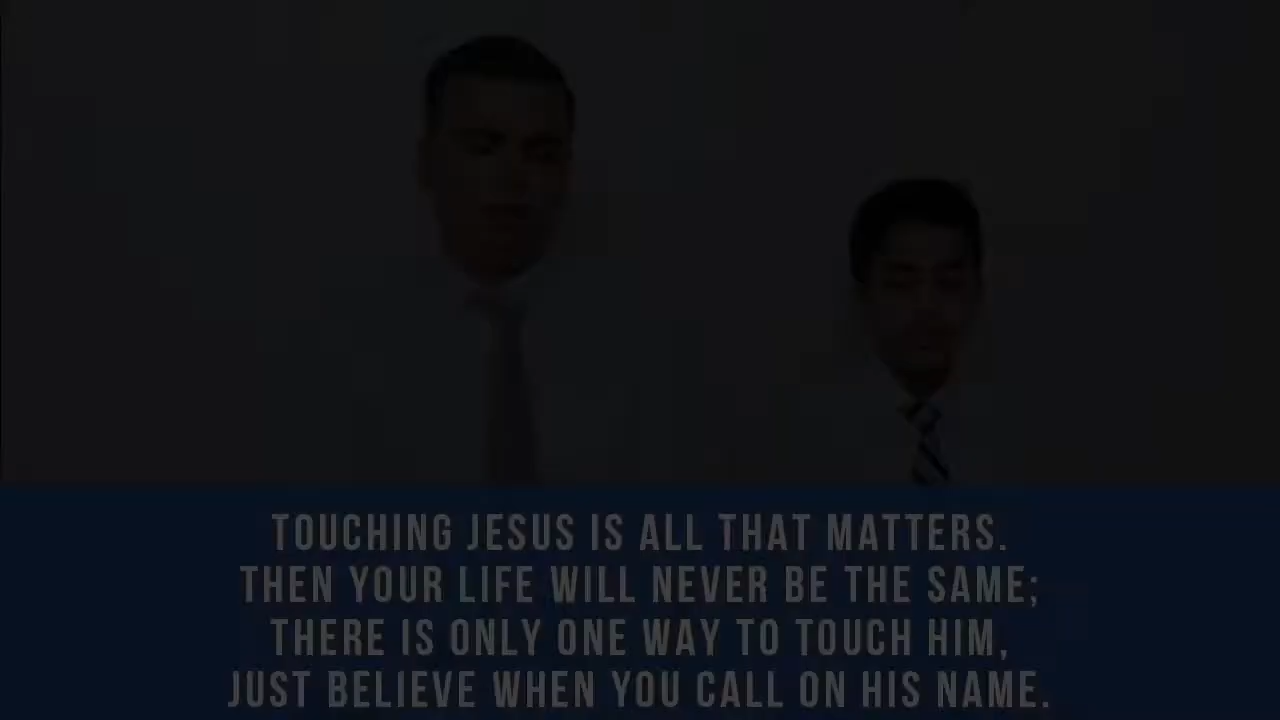 TOUCHING JESUS IS ALL THAT MATTERS.
THEN YOUR LIFE WILL NEVER BE THE SAME;
THERE IS ONLY ONE WAY TO TOUCH HIM,
JUST BELIEVE WHEN YOU CALL ON HIS NAME.